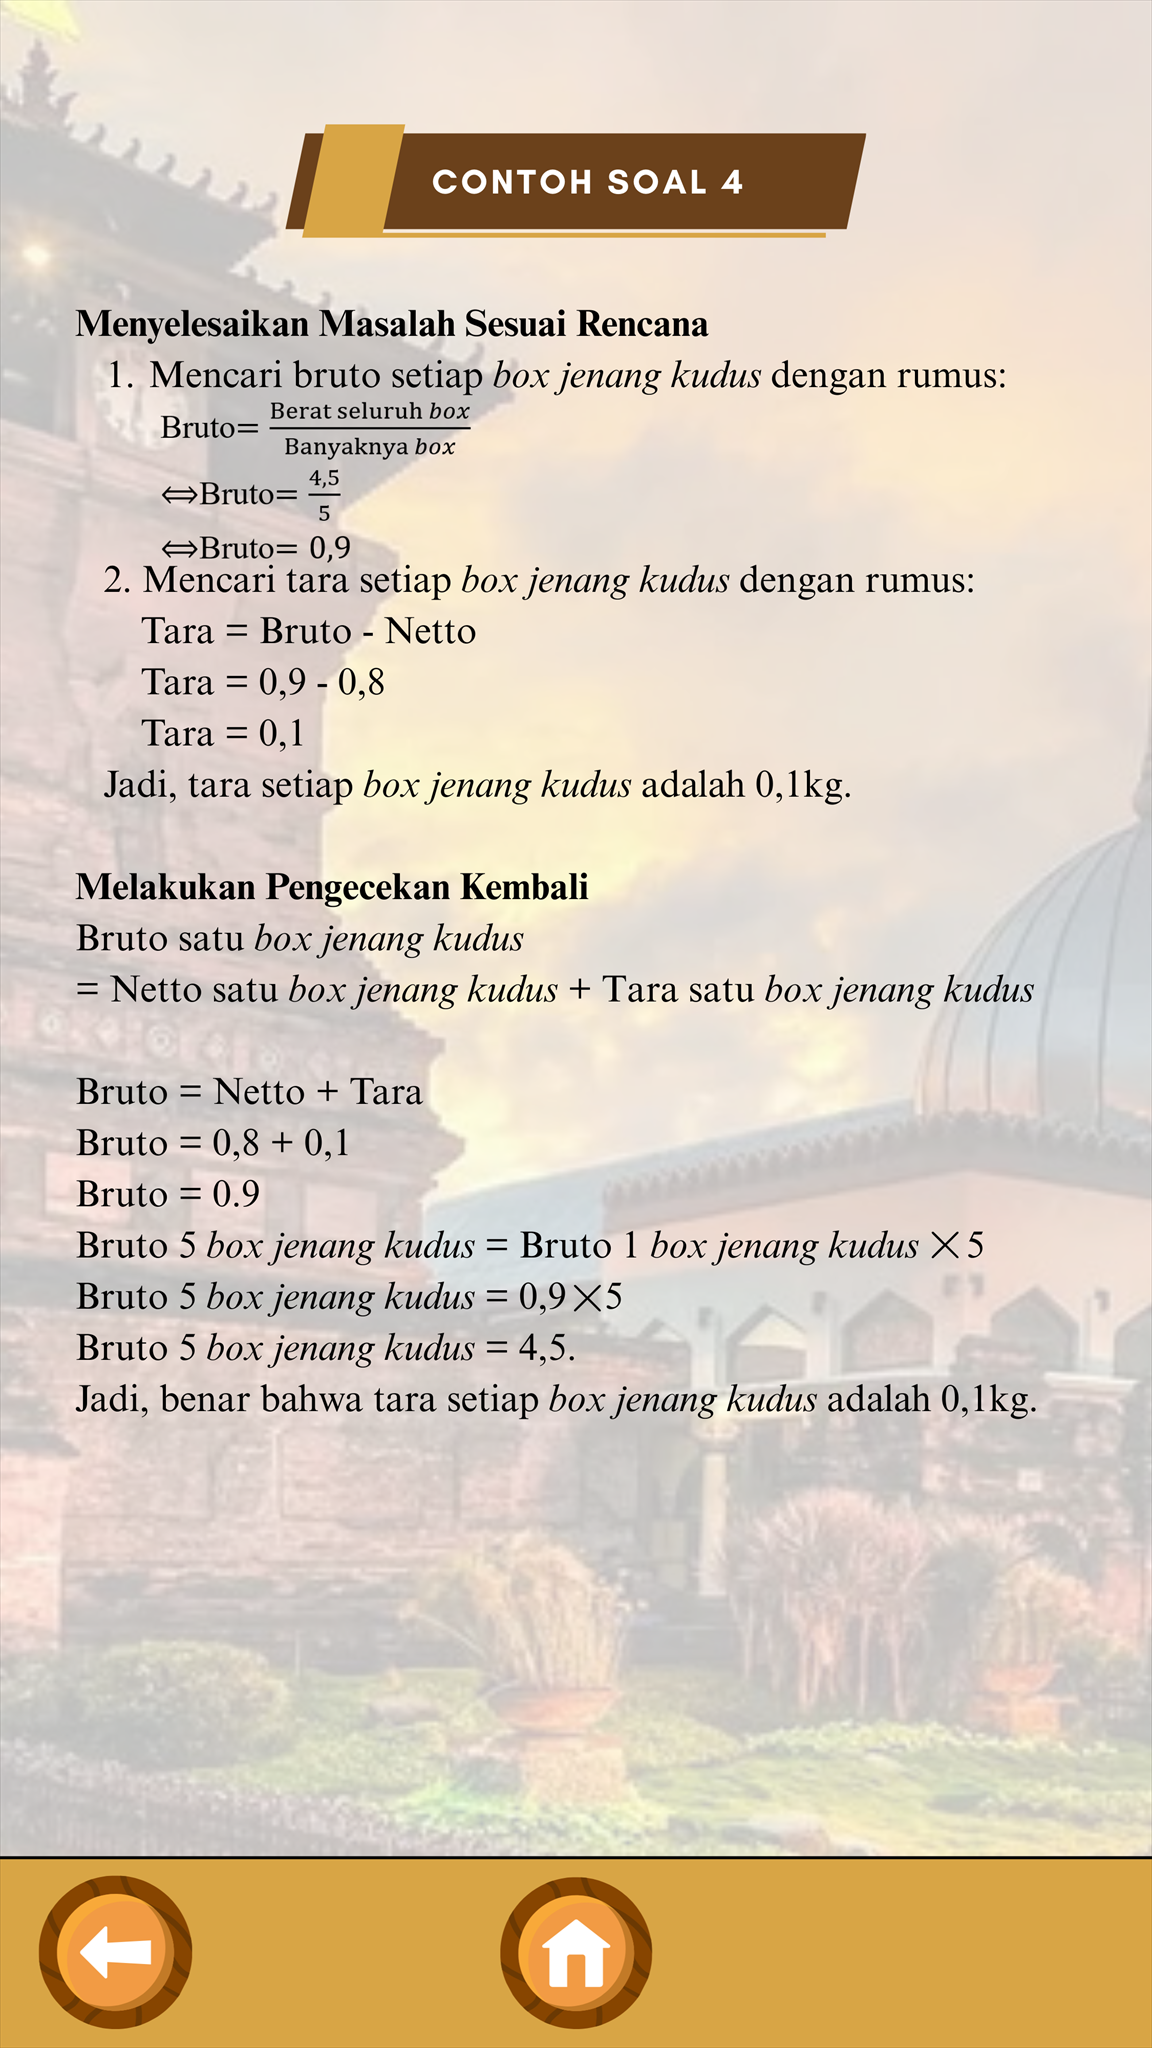 CONTOH SOAL 4
Menyelesaikan Masalah Sesuai Rencana
1. Mencari bruto setiap box jenang kudus dengan rumus:
Bruto= Berat seluruh box / Banyaknya box
⇔Bruto= 4,5 / 5
⇔Bruto= 0,9
2. Mencari tara setiap box jenang kudus dengan rumus:
Tara = Bruto - Netto
Tara = 0,9 - 0,8
Tara = 0,1
Jadi, tara setiap box jenang kudus adalah 0,1kg.
Melakukan Pengecekan Kembali
Bruto satu box jenang kudus
= Netto satu box jenang kudus + Tara satu box jenang kudus
Bruto = Netto + Tara
Bruto = 0,8 + 0,1
Bruto = 0.9
Bruto 5 box jenang kudus = Bruto 1 box jenang kudus ×5
Bruto 5 box jenang kudus = 0,9×5
Bruto 5 box jenang kudus = 4,5.
Jadi, benar bahwa tara setiap box jenang kudus adalah 0,1kg.